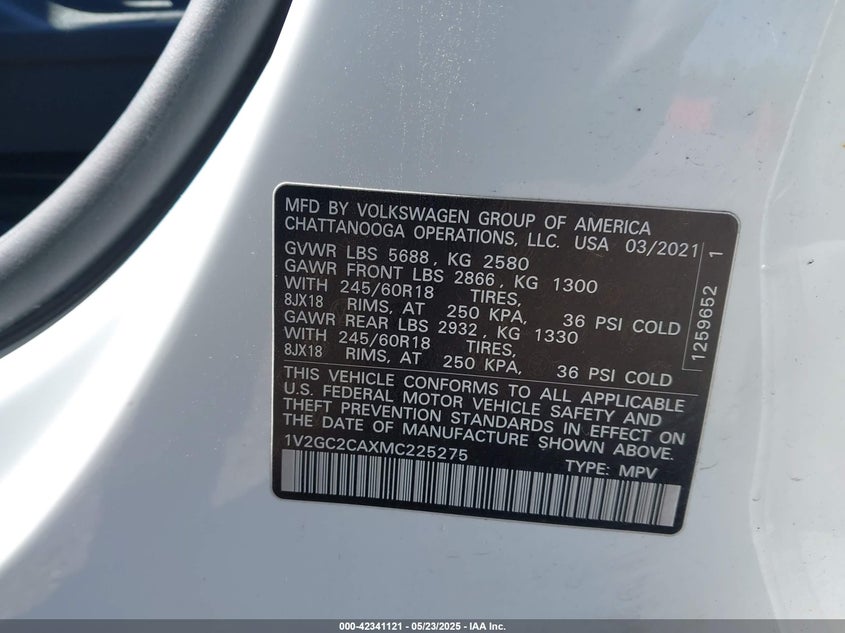 MFD BY VOLKSWAGEN GROUP OF AMERICA
CHATTANOOGA OPERATIONS, LLC. USA 03/2021
GVWR LBS 5688, KG 2580
GAWR FRONT LBS 2866, KG 1300
WITH 245/60R18 TIRES,
8JX18 RIMS, AT 250 KPA, 36 PSI COLD
GAWR REAR LBS 2932, KG 1330
WITH 245/60R18 TIRES,
8JX18 RIMS, AT 250 KPA, 36 PSI COLD
1259652 1
THIS VEHICLE CONFORMS TO ALL APPLICABLE
U.S. FEDERAL MOTOR VEHICLE SAFETY AND
THEFT PREVENTION STANDARDS IN EFFECT ON
THE DATE OF MANUFACTURE SHOWN ABOVE.
1V2GC2CAXMC225275 TYPE: MPV
000-42341121 - 05/23/2025 - IAA Inc.